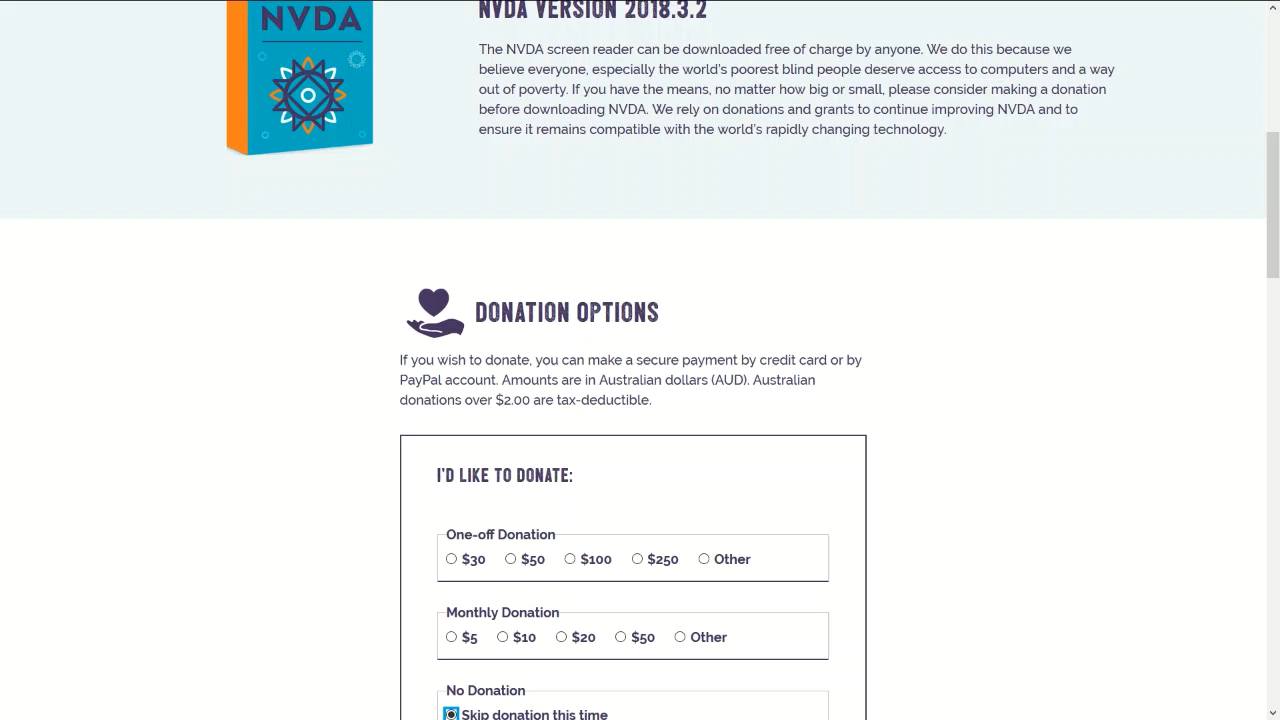 NVDA
NVDA VERSION 2018.3.2
The NVDA screen reader can be downloaded free of charge by anyone. We do this because we
believe everyone, especially the world's poorest blind people deserve access to computers and a way
out of poverty. If you have the means, no matter how big or small, please consider making a donation
before downloading NVDA. We rely on donations and grants to continue improving NVDA and to
ensure it remains compatible with the world's rapidly changing technology.
DONATION OPTIONS
If you wish to donate, you can make a secure payment by credit card or by
PayPal account. Amounts are in Australian dollars (AUD). Australian
donations over $2.00 are tax-deductible.
I'D LIKE TO DONATE:
One-off Donation
$30 $50 $100 $250 Other
Monthly Donation
$5 $10 $20 $50 Other
No Donation
Skip donation this time